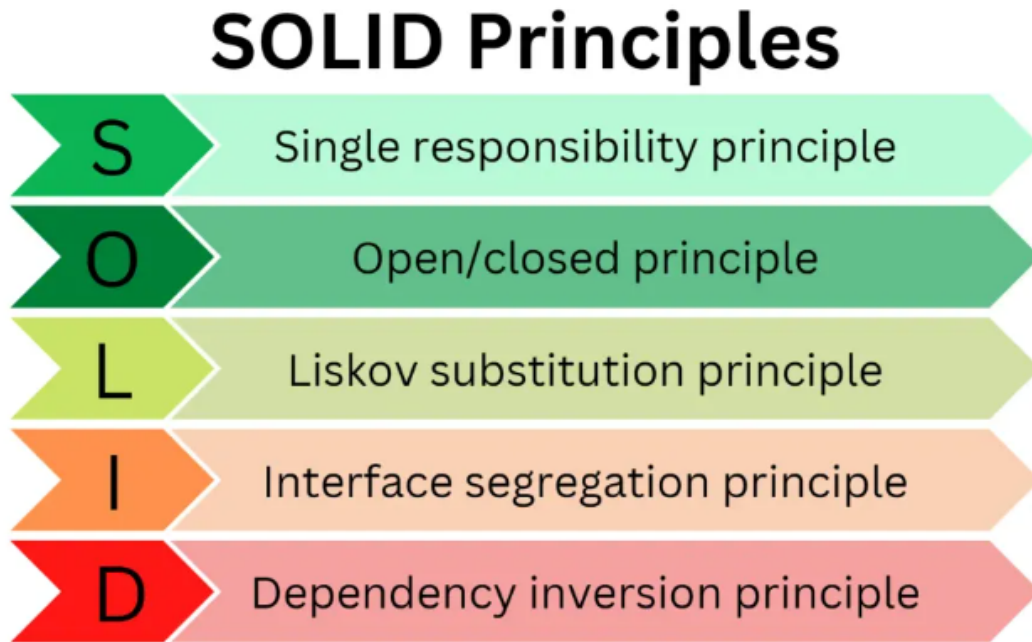 SOLID Principles
S Single responsibility principle
O Open/closed principle
L Liskov substitution principle
I Interface segregation principle
D Dependency inversion principle